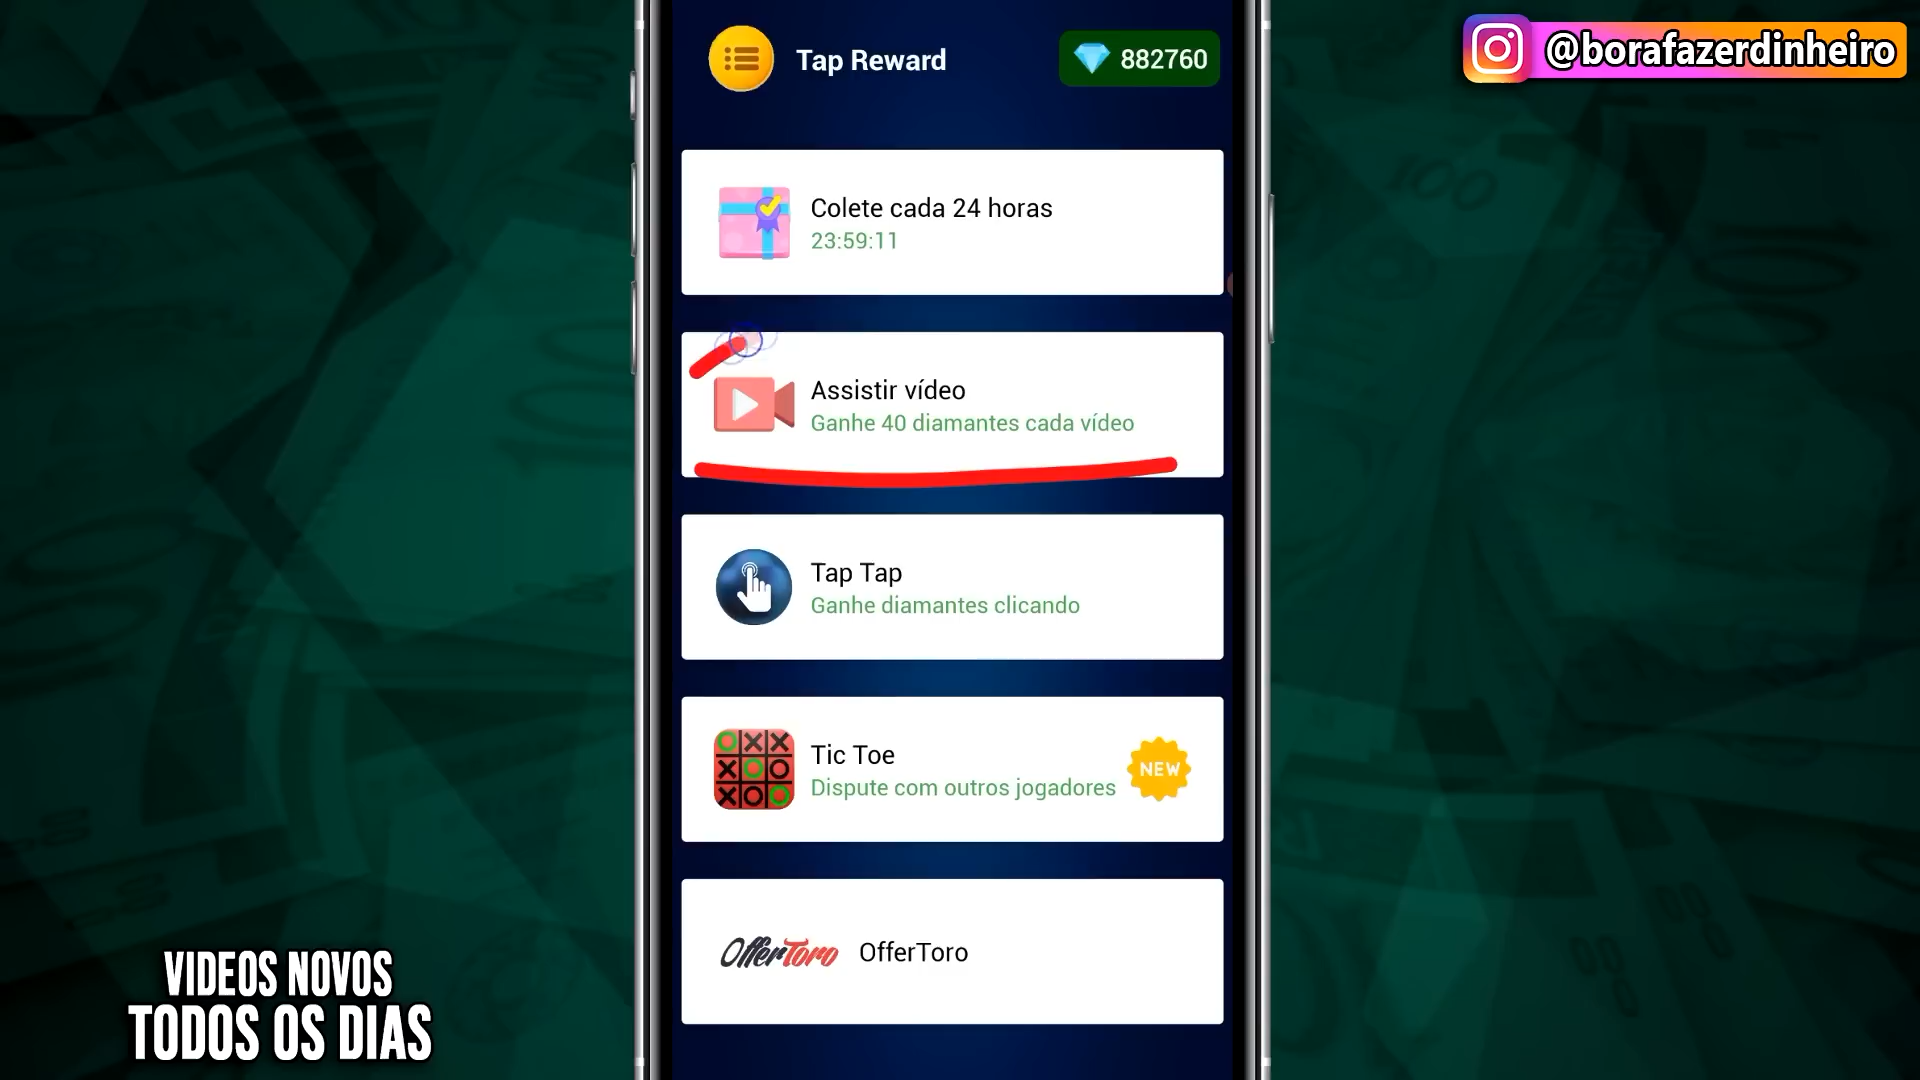 Tap Reward
882760
@borafazerdinheiro
Colete cada 24 horas
23:59:11
Assistir vídeo
Ganhe 40 diamantes cada vídeo
Tap Tap
Ganhe diamantes clicando
Tic Toe
Dispute com outros jogadores
NEW
OfferToro
OfferToro
VIDEOS NOVOS
TODOS OS DIAS